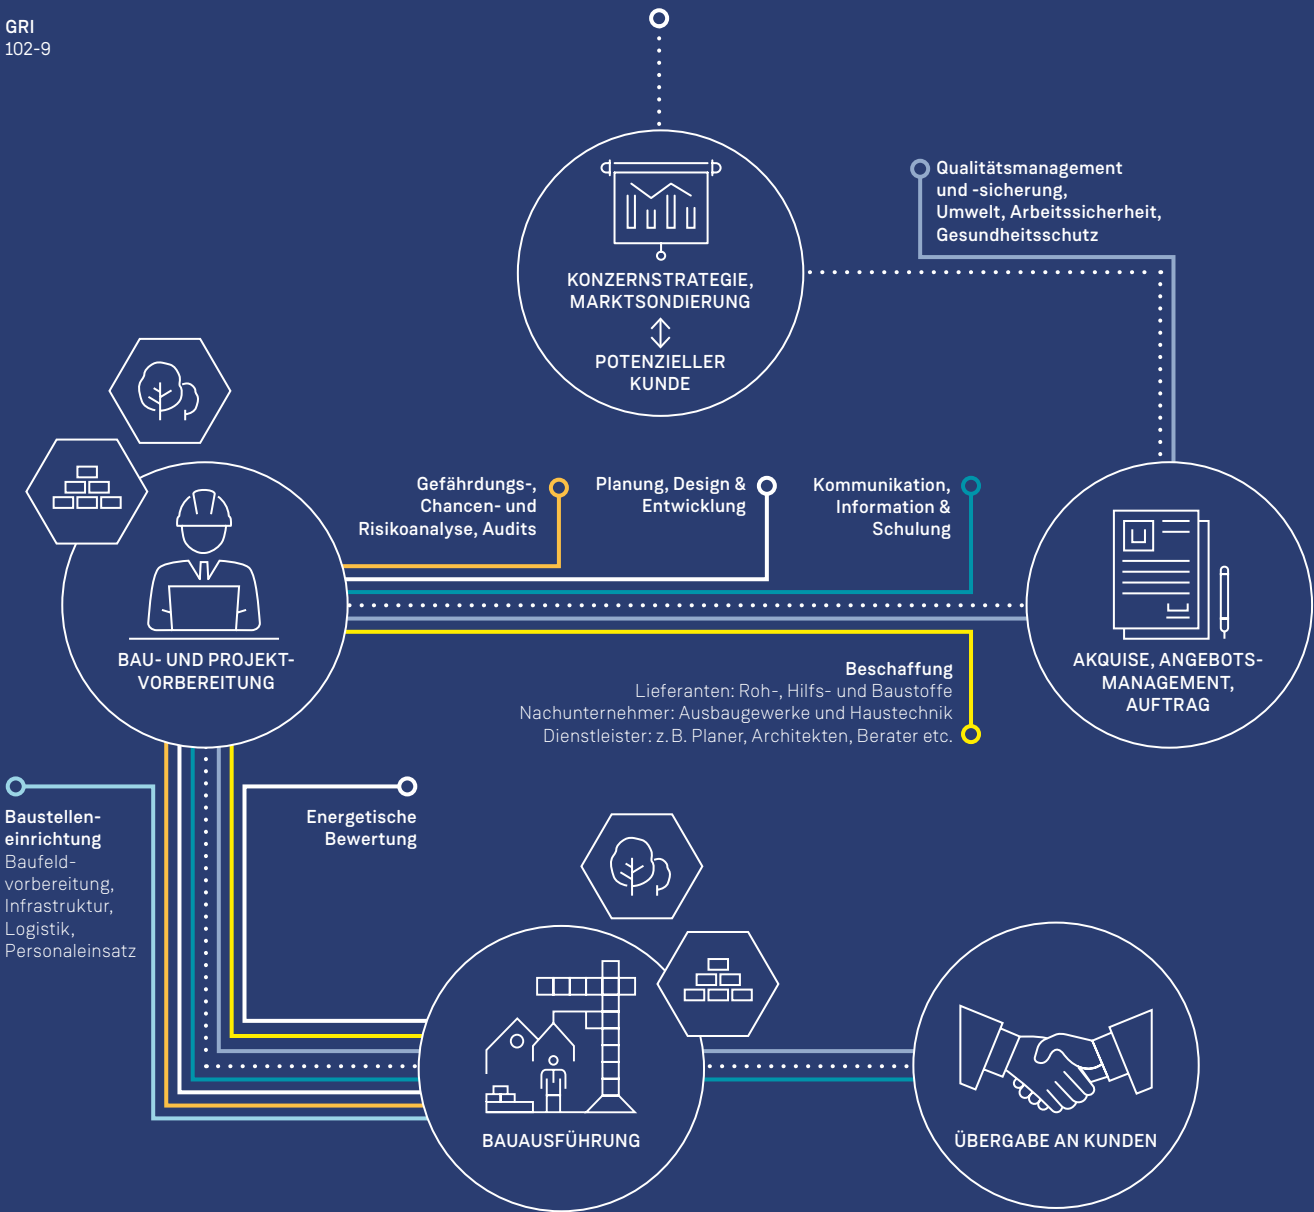 GRI
102-9
Qualitätsmanagement
und -sicherung,
Umwelt, Arbeitssicherheit,
Gesundheitsschutz
KONZERNSTRATEGIE,
MARKTSONDIERUNG
POTENZIELLER
KUNDE
Gefährdungs-,
Chancen- und
Risikoanalyse, Audits
Planung, Design &
Entwicklung
Kommunikation,
Information &
Schulung
BAU- UND PROJEKT-
VORBEREITUNG
AKQUISE, ANGEBOTS-
MANAGEMENT,
AUFTRAG
Beschaffung
Lieferanten: Roh-, Hilfs- und Baustoffe
Nachunternehmer: Ausbaugewerke und Haustechnik
Dienstleister: z. B. Planer, Architekten, Berater etc.
Baustellen-
einrichtung
Baufeld-
vorbereitung,
Infrastruktur,
Logistik,
Personaleinsatz
Energetische
Bewertung
BAUAUSFÜHRUNG
ÜBERGABE AN KUNDEN